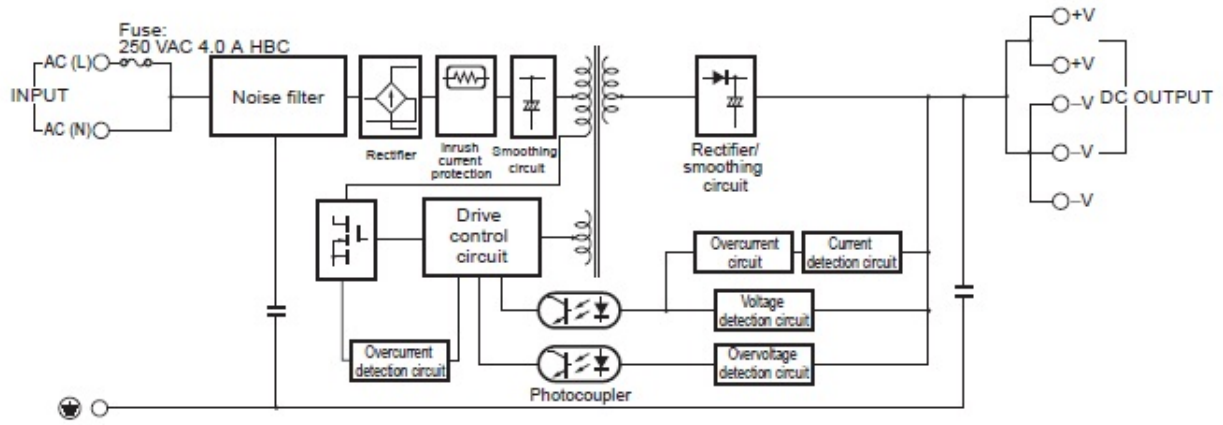 Fuse:
250 VAC 4.0 A HBC
AC (L)
INPUT
AC (N)
Noise filter
Rectifier
Inrush
current
protection
Smoothing
circuit
Rectifier/
smoothing
circuit
+V
+V
–V
DC OUTPUT
–V
–V
Drive
control
circuit
Overcurrent
circuit
Current
detection circuit
Voltage
detection circuit
Overcurrent
detection circuit
Overvoltage
detection circuit
Photocoupler